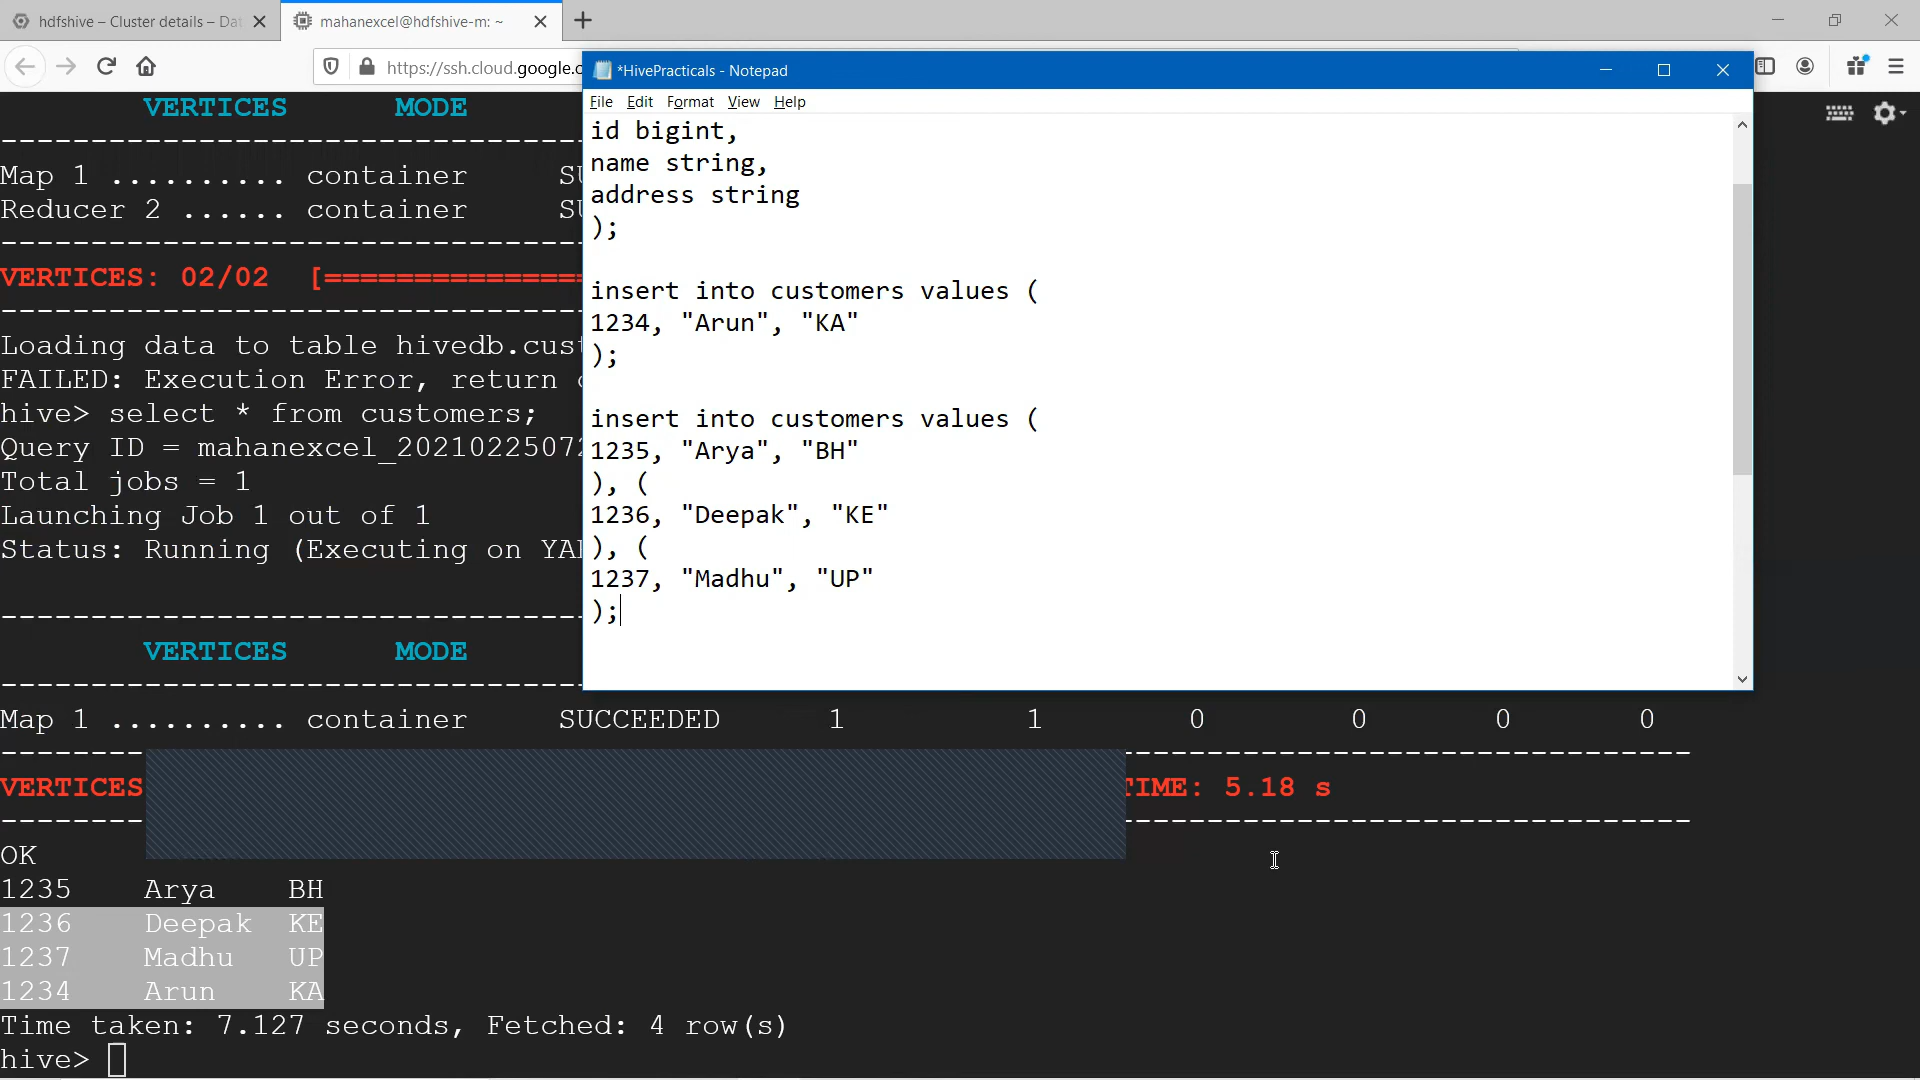 hdfshive – Cluster details – Dat
mahanexcel@hdfshive-m: ~
https://ssh.cloud.google.c
*HivePracticals - Notepad
File Edit Format View Help
id bigint,
name string,
address string
);
insert into customers values (
1234, "Arun", "KA"
);
insert into customers values (
1235, "Arya", "BH"
), (
1236, "Deepak", "KE"
), (
1237, "Madhu", "UP"
);
VERTICES MODE
Map 1 .......... container SU
Reducer 2 ...... container SU
VERTICES: 02/02 [===============
Loading data to table hivedb.cust
FAILED: Execution Error, return
hive> select * from customers;
Query ID = mahanexcel_2021022507
Total jobs = 1
Launching Job 1 out of 1
Status: Running (Executing on YA
VERTICES MODE
Map 1 .......... container SUCCEEDED 1 1 0 0 0 0
VERTICES TIME: 5.18 s
OK
1235 Arya BH
1236 Deepak KE
1237 Madhu UP
1234 Arun KA
Time taken: 7.127 seconds, Fetched: 4 row(s)
hive>